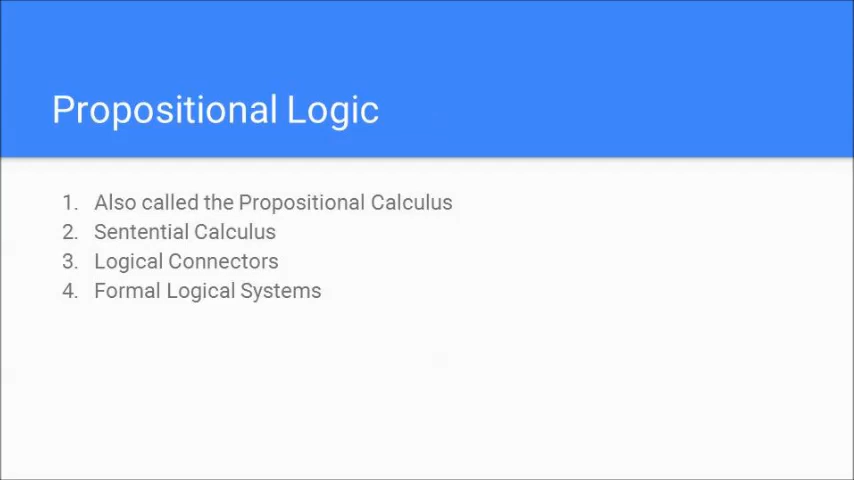 Propositional Logic
1. Also called the Propositional Calculus
2. Sentential Calculus
3. Logical Connectors
4. Formal Logical Systems